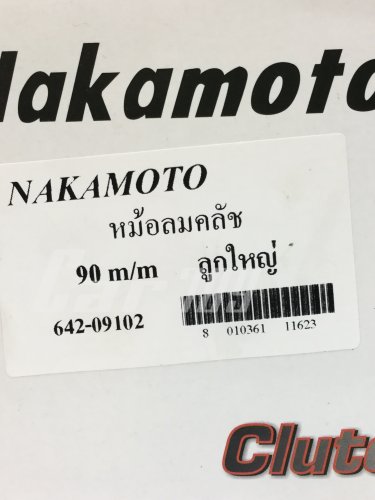 Nakamoto
NAKAMOTO
หม้อลมคลัช
90 m/m ลูกใหญ่
642-09102
8 010361 11623